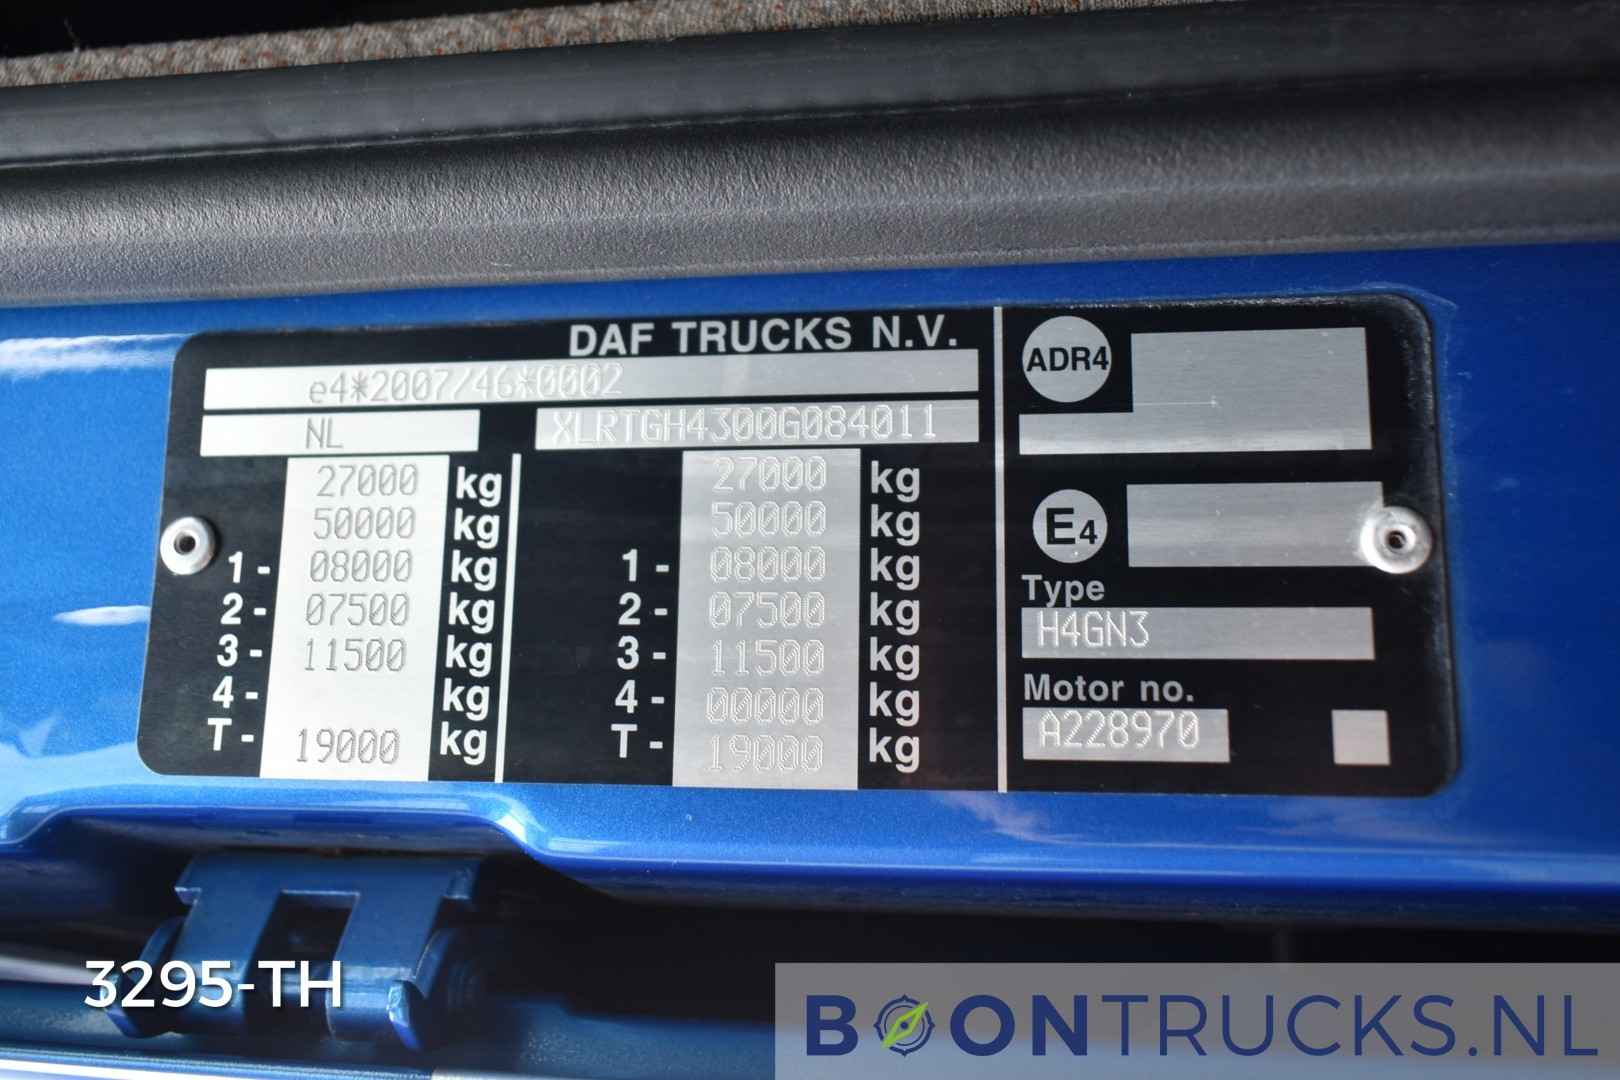 DAF TRUCKS N.V.
e4*2007/46*0002
NL XLRTGH4300G084011
27000 kg 27000 kg
50000 kg 50000 kg
1- 08000 kg 1- 08000 kg
2- 07500 kg 2- 07500 kg
3- 11500 kg 3- 11500 kg
4- kg 4- 00000 kg
T- 19000 kg T- 19000 kg
ADR4
E4
Type
H4GN3
Motor no.
A228970
3295-TH
BOONTRUCKS.NL